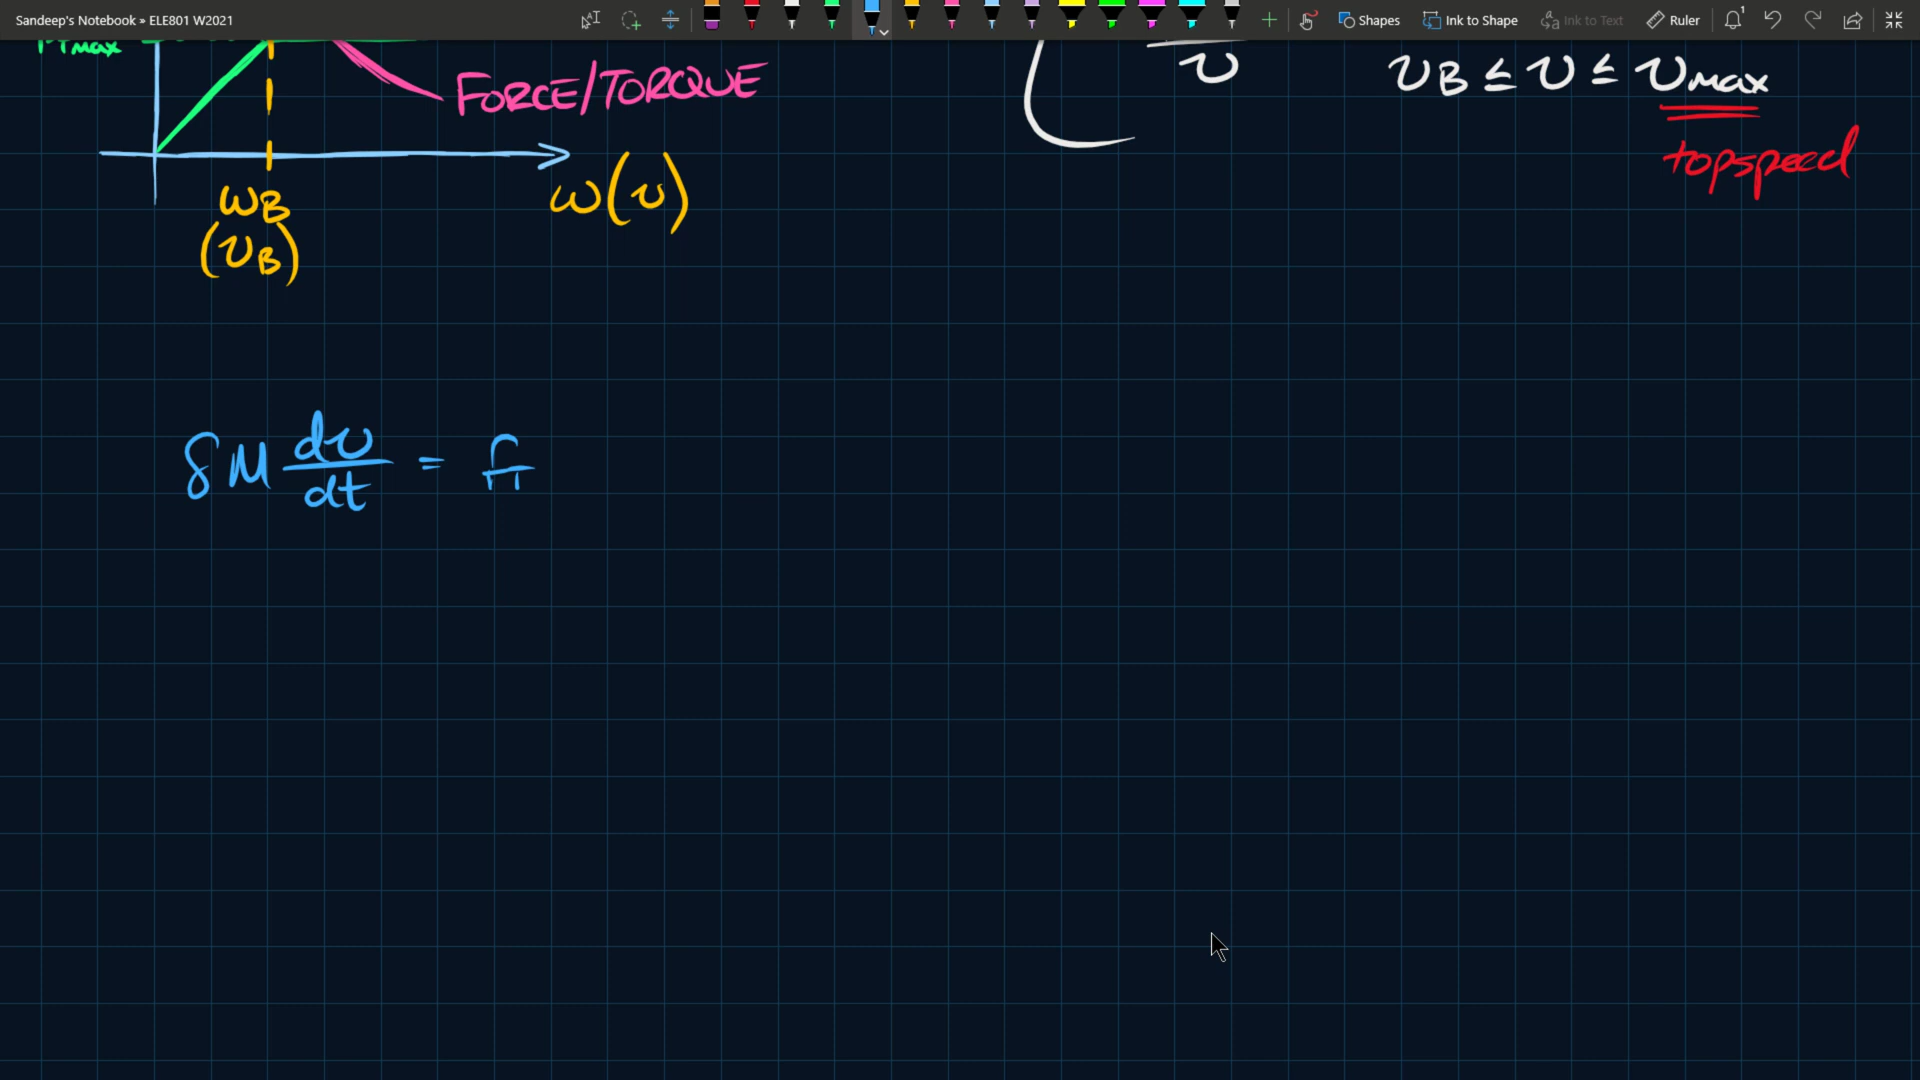 Sandeep's Notebook » ELE801 W2021
Shapes
Ink to Shape
Ink to Text
Ruler
1
FORCE/TORQUE
υ
υB ≤ υ ≤ υmax
topspeed
ωB
(υB)
ω(υ)
δM dυ/dt =